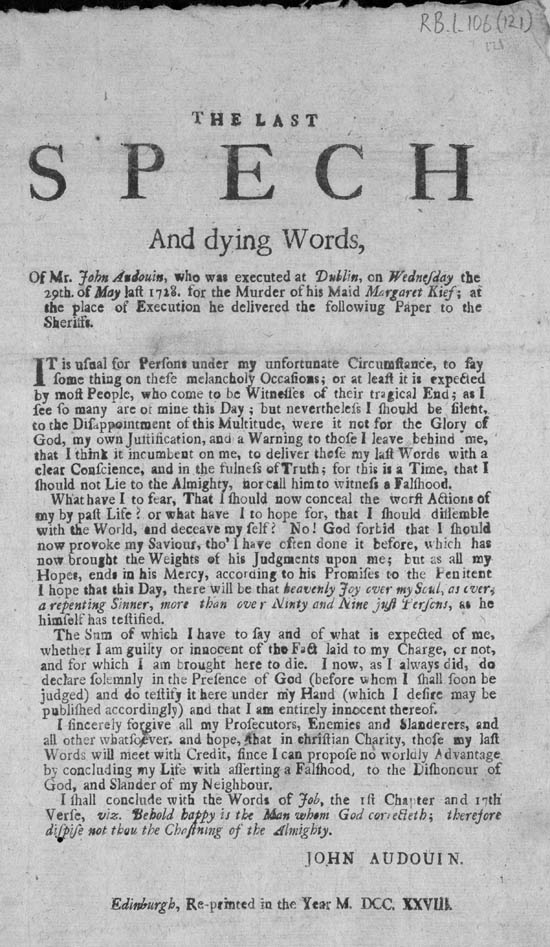 RB.l.106(121)
121
THE LAST
SPECH
And dying Words,
Of Mr. John Audouin, who was executed at Dublin, on Wednesday the
29th. of May last 1728. for the Murder of his Maid Margaret Kief; at
the place of Execution he delivered the followiug Paper to the
Sheriffs.
IT is usual for Persons under my unfortunate Circumstance, to say
some thing on these melancholy Occasions; or at least it is expected
by most People, who come to be Witnesses of their tragical End; as I
see so many are of mine this Day; but nevertheless I should be silent,
to the Disappointment of this Multitude, were it not for the Glory of
God, my own Justification, and a Warning to those I leave behind me,
that I think it incumbent on me, to deliver these my last Words with a
clear Conscience, and in the fulness of Truth; for this is a Time, that I
should not Lie to the Almighty, nor call him to witness a Falshood.
What have I to fear, That I should now conceal the worst Actions of
my by past Life? or what have I to hope for, that I should dissemble
with the World, and deceave my self? No! God forbid that I should
now provoke my Saviour, tho' I have often done it before, which has
now brought the Weights of his Judgments upon me; but as all my
Hopes, ends in his Mercy, according to his Promises to the Penitent
I hope that this Day, there will be that heavenly Joy over my Soul, as over
a repenting Sinner, more than over Ninty and Nine just Persons, as he
himself has testified.
The Sum of which I have to say and of what is expected of me,
whether I am guilty or innocent of the Fact laid to my Charge, or not,
and for which I am brought here to die. I now, as I always did, do
declare solemnly in the Presence of God (before whom I shall soon be
judged) and do testify it here under my Hand (which I desire may be
published accordingly) and that I am entirely innocent thereof.
I sincerely forgive all my Prosecutors, Enemies and Slanderers, and
all other whatsoever. and hope, that in christian Charity, those my last
Words will meet with Credit, since I can propose no worldly Advantage
by concluding my Life with asserting a Falshood, to the Dishonour of
God, and Slander of my Neighbour.
I shall conclude with the Words of Job, the 1st Chapter and 17th
Verse, viz. Behold happy is the Man whom God correcteth; therefore
dispise not thou the Chastning of the Almighty.
JOHN AUDOUIN.
Edinburgh, Re-printed in the Year M. DCC. XXVIII.